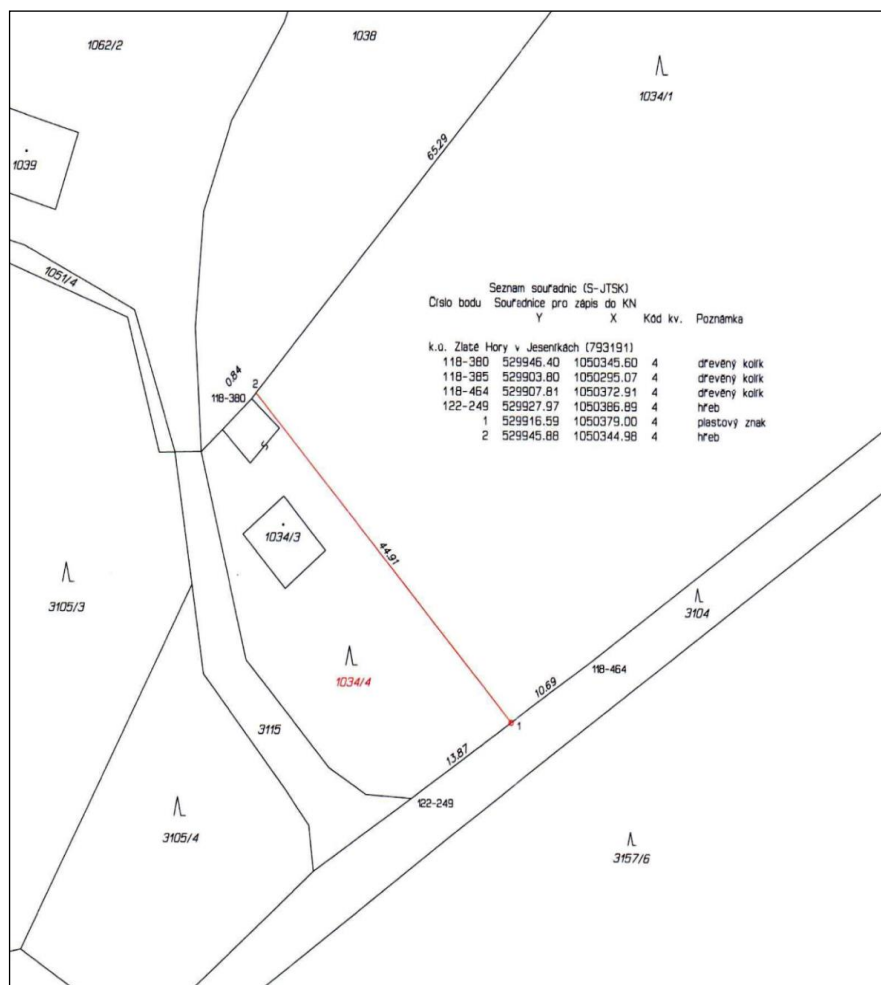 1062/2
1038
1034/1
65.29
1039
1051/4
Seznam souřadnic (S-JTSK)
Číslo bodu Souřadnice pro zápis do KN
Y X Kód kv. Poznámka
k.ú. Zlaté Hory v Jeseníkách (793191)
118-380 529946.40 1050345.60 4 dřevěný kolík
118-385 529903.80 1050295.07 4 dřevěný kolík
118-464 529907.81 1050372.91 4 dřevěný kolík
122-249 529927.97 1050386.89 4 hřeb
1 529916.59 1050379.00 4 plastový znak
2 529945.88 1050344.98 4 hřeb
0.84
2
118-380
1034/3
44.91
3105/3
3104
118-464
1034/4
10.69
1
3115
13.87
122-249
3105/4
3157/6